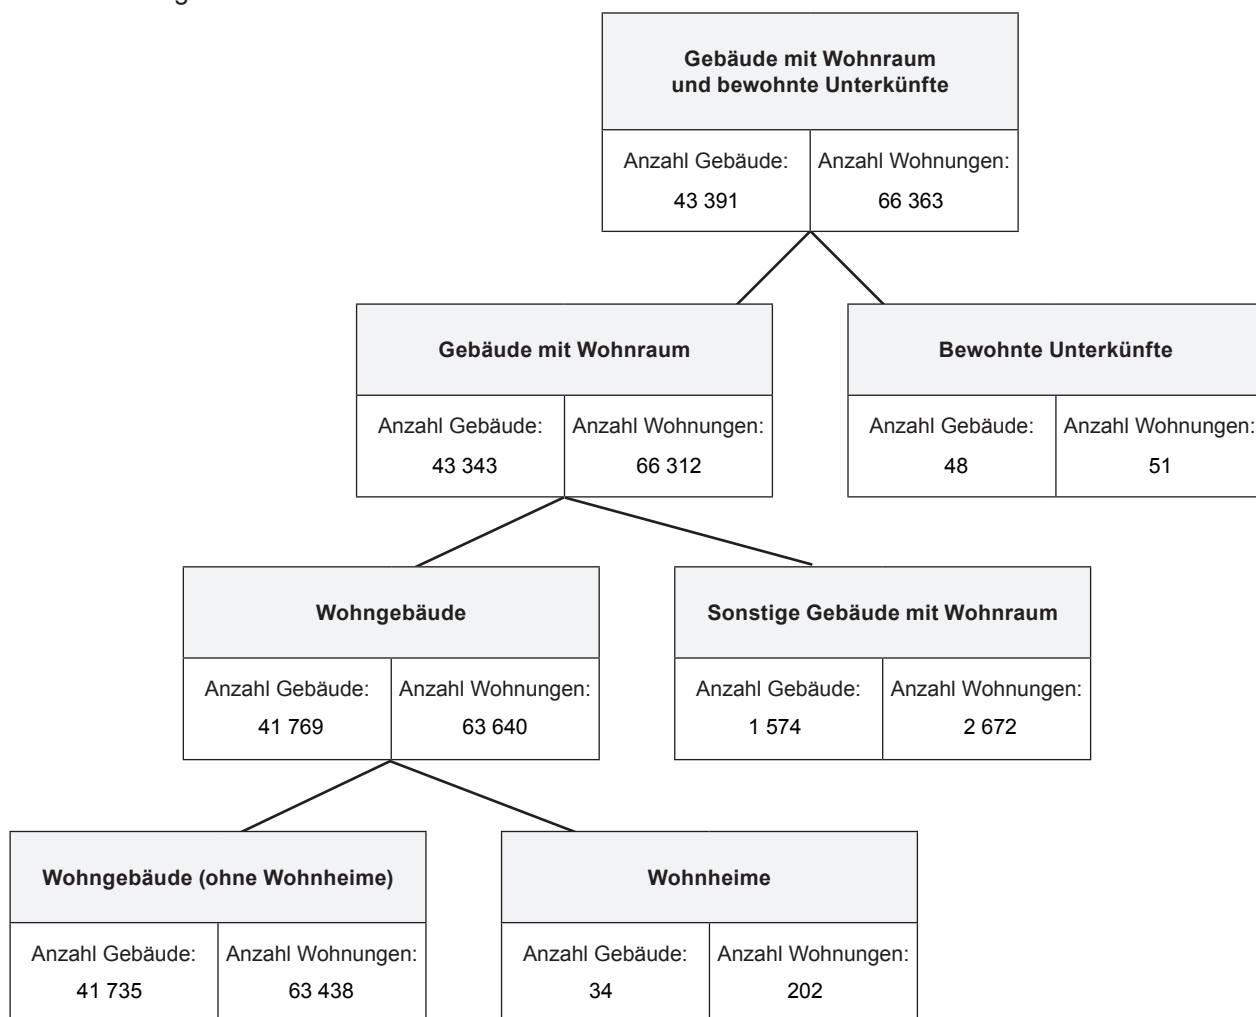 Gebäude mit Wohnraum
und bewohnte Unterkünfte
Anzahl Gebäude: Anzahl Wohnungen:
43 391 66 363
Gebäude mit Wohnraum Bewohnte Unterkünfte
Anzahl Gebäude: Anzahl Wohnungen: Anzahl Gebäude: Anzahl Wohnungen:
43 343 66 312 48 51
Wohngebäude Sonstige Gebäude mit Wohnraum
Anzahl Gebäude: Anzahl Wohnungen: Anzahl Gebäude: Anzahl Wohnungen:
41 769 63 640 1 574 2 672
Wohngebäude (ohne Wohnheime) Wohnheime
Anzahl Gebäude: Anzahl Wohnungen: Anzahl Gebäude: Anzahl Wohnungen:
41 735 63 438 34 202